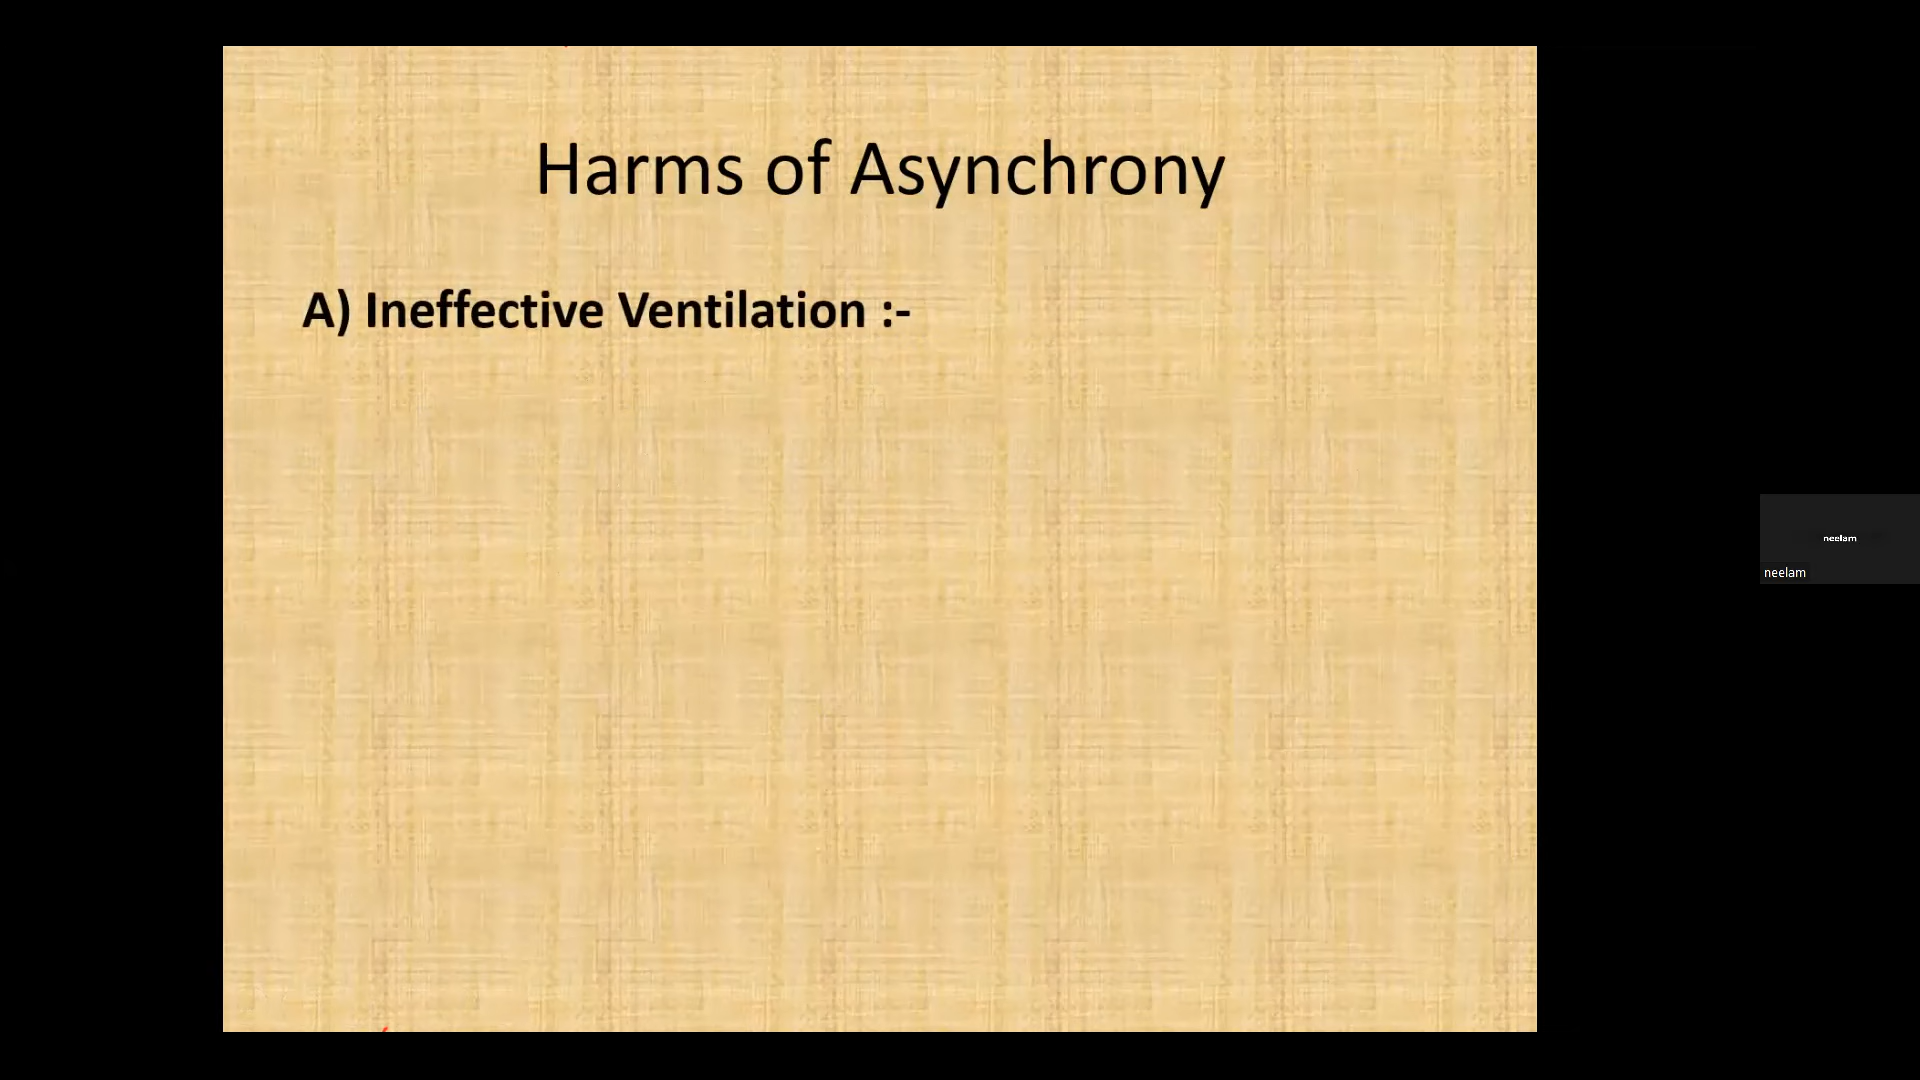 Harms of Asynchrony
A) Ineffective Ventilation :-
neelam
neelam